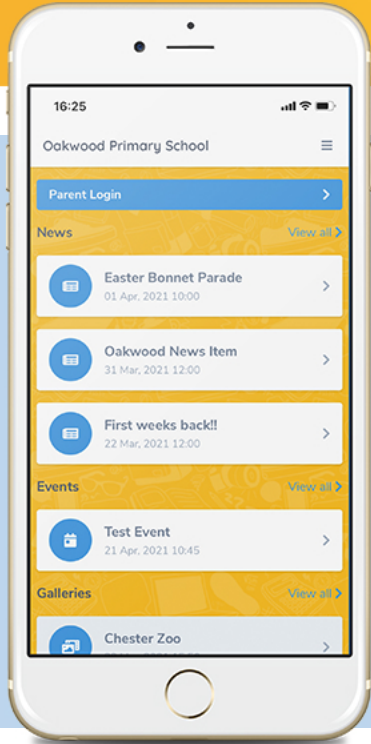 16:25
Oakwood Primary School
Parent Login
News View all
Easter Bonnet Parade
01 Apr, 2021 10:00
Oakwood News Item
31 Mar, 2021 12:00
First weeks back!!
22 Mar, 2021 12:00
Events View all
Test Event
21 Apr, 2021 10:45
Galleries View all
Chester Zoo